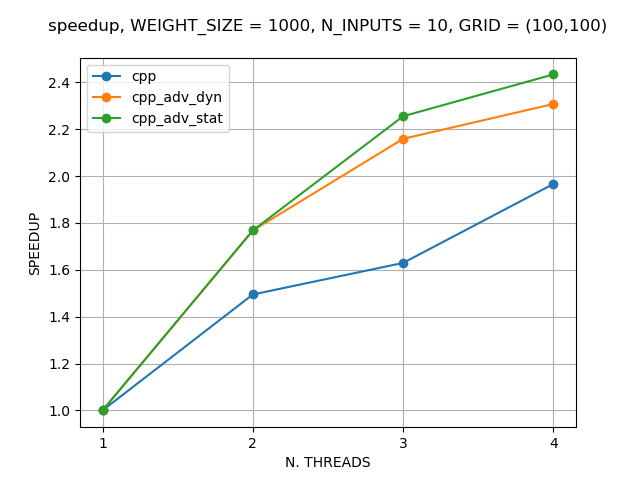 speedup, WEIGHT_SIZE = 1000, N_INPUTS = 10, GRID = (100,100)
cpp
cpp_adv_dyn
cpp_adv_stat
SPEEDUP
2.4
2.2
2.0
1.8
1.6
1.4
1.2
1.0
1 2 3 4
N. THREADS